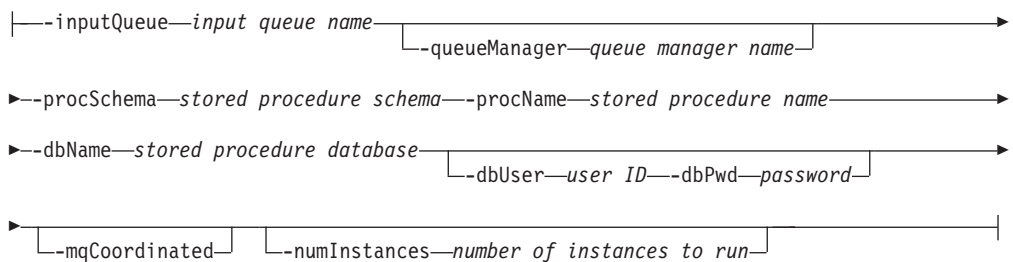 -inputQueue input queue name
-queueManager queue manager name
-procSchema stored procedure schema -procName stored procedure name
-dbName stored procedure database
-dbUser user ID -dbPwd password
-mqCoordinated -numInstances number of instances to run